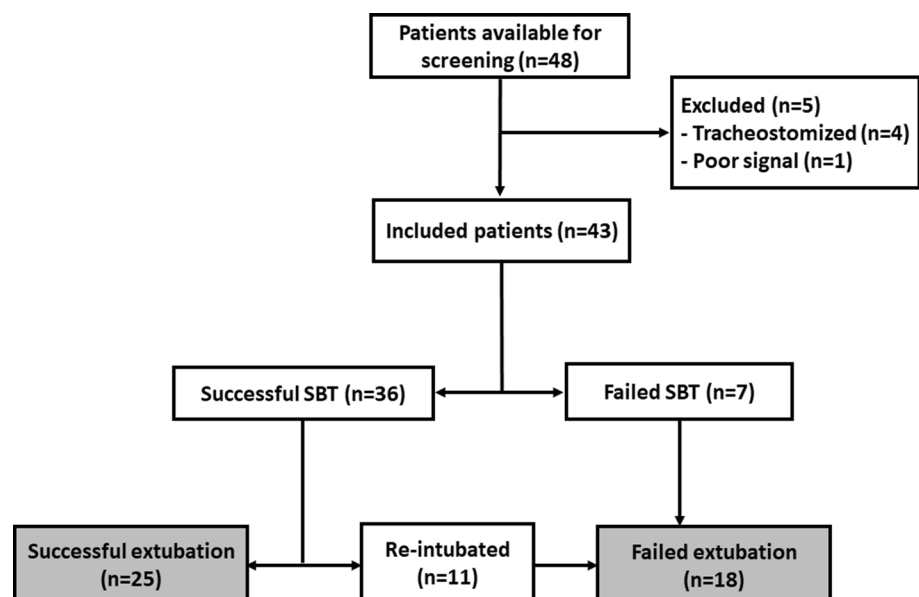 Patients available for
screening (n=48)
Excluded (n=5)
- Tracheostomized (n=4)
- Poor signal (n=1)
Included patients (n=43)
Successful SBT (n=36)
Failed SBT (n=7)
Successful extubation
(n=25)
Re-intubated
(n=11)
Failed extubation
(n=18)